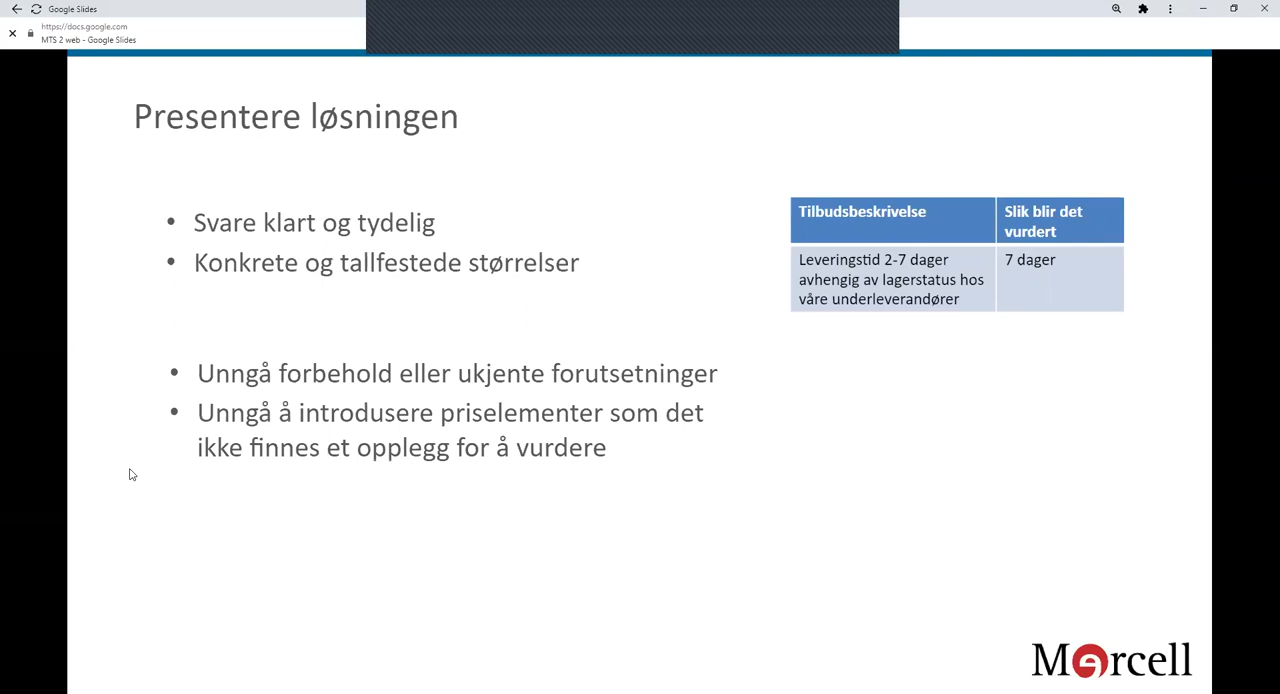 Google Slides
https://docs.google.com
MTS 2 web - Google Slides
Presentere løsningen
• Svare klart og tydelig
• Konkrete og tallfestede størrelser
• Unngå forbehold eller ukjente forutsetninger
• Unngå å introdusere priselementer som det
ikke finnes et opplegg for å vurdere
Tilbudsbeskrivelse
Slik blir det
vurdert
Leveringstid 2-7 dager
avhengig av lagerstatus hos
våre underleverandører
7 dager
Mercell